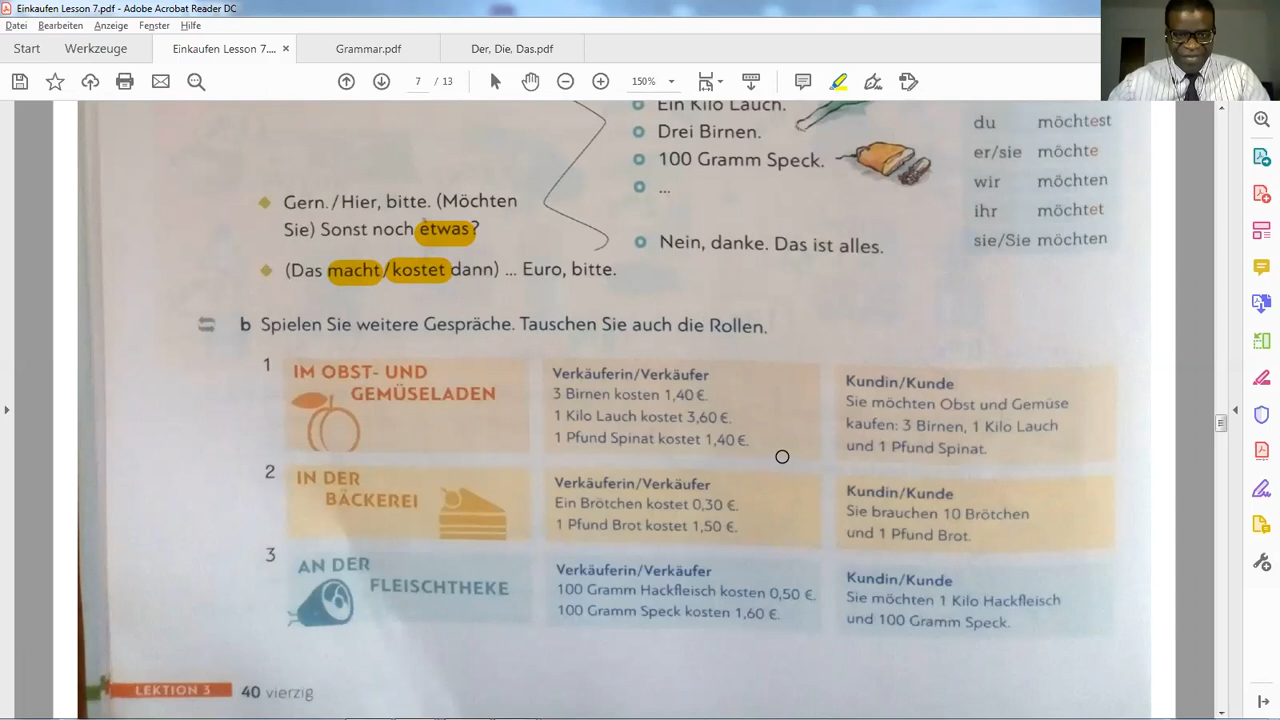 Einkaufen Lesson 7.pdf - Adobe Acrobat Reader DC
Datei Bearbeiten Anzeige Fenster Hilfe
Start Werkzeuge Einkaufen Lesson 7.... × Grammar.pdf Der, Die, Das.pdf
7 / 13 150%
Ein Kilo Lauch.
Drei Birnen.
100 Gramm Speck.
...
du möchtest
er/sie möchte
wir möchten
ihr möchtet
sie/Sie möchten
Gern./Hier, bitte. (Möchten
Sie) Sonst noch etwas?
Nein, danke. Das ist alles.
(Das macht/kostet dann) ... Euro, bitte.
b Spielen Sie weitere Gespräche. Tauschen Sie auch die Rollen.
1
IM OBST- UND
GEMÜSELADEN
Verkäuferin/Verkäufer
3 Birnen kosten 1,40 €.
1 Kilo Lauch kostet 3,60 €.
1 Pfund Spinat kostet 1,40 €.
Kundin/Kunde
Sie möchten Obst und Gemüse
kaufen: 3 Birnen, 1 Kilo Lauch
und 1 Pfund Spinat.
2
IN DER
BÄCKEREI
Verkäuferin/Verkäufer
Ein Brötchen kostet 0,30 €.
1 Pfund Brot kostet 1,50 €.
Kundin/Kunde
Sie brauchen 10 Brötchen
und 1 Pfund Brot.
3
AN DER
FLEISCHTHEKE
Verkäuferin/Verkäufer
100 Gramm Hackfleisch kosten 0,50 €.
100 Gramm Speck kosten 1,60 €.
Kundin/Kunde
Sie möchten 1 Kilo Hackfleisch
und 100 Gramm Speck.
LEKTION 3 40 vierzig